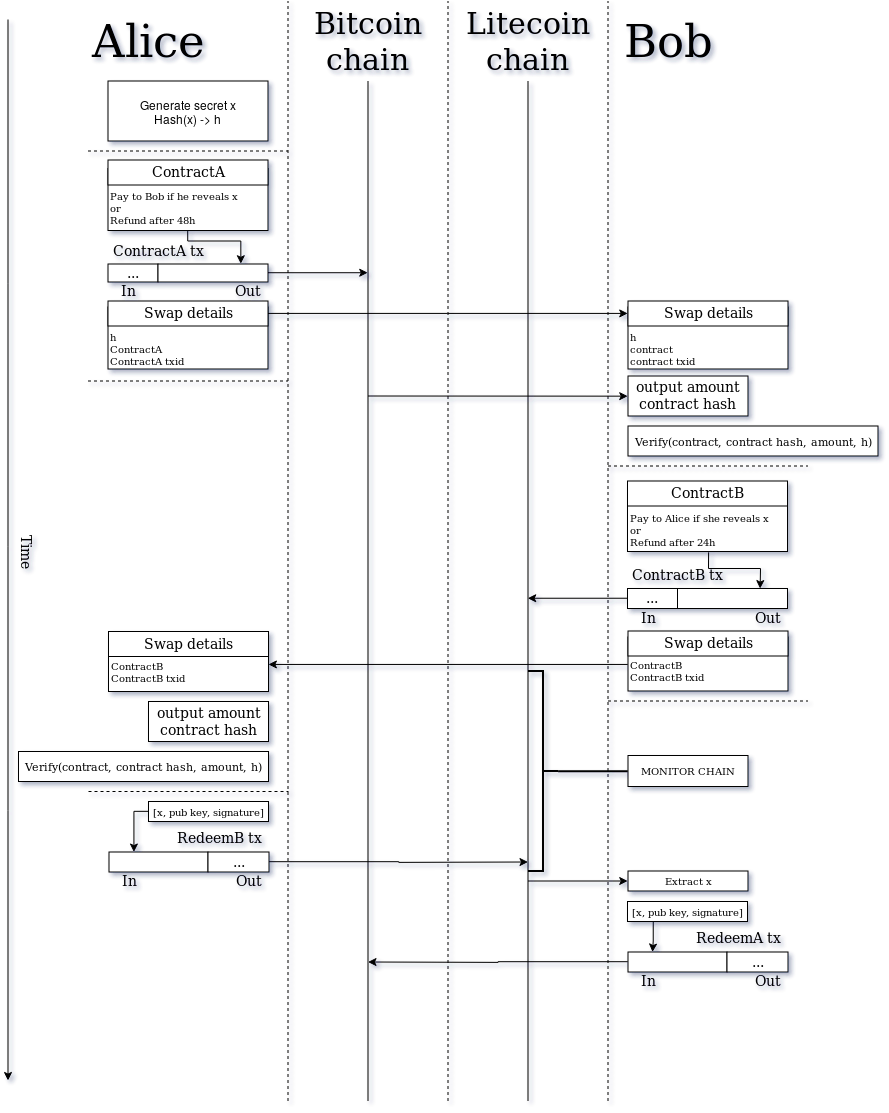 Alice
Bitcoin
chain
Litecoin
chain
Bob
Generate secret x
Hash(x) -> h
ContractA
Pay to Bob if he reveals x
or
Refund after 48h
ContractA tx
...
In
Out
Swap details
h
ContractA
ContractA txid
Swap details
h
contract
contract txid
output amount
contract hash
Verify(contract, contract hash, amount, h)
ContractB
Pay to Alice if she reveals x
or
Refund after 24h
Time
ContractB tx
...
In
Out
Swap details
ContractB
ContractB txid
Swap details
ContractB
ContractB txid
output amount
contract hash
Verify(contract, contract hash, amount, h)
MONITOR CHAIN
[x, pub key, signature]
RedeemB tx
...
In
Out
Extract x
[x, pub key, signature]
RedeemA tx
...
In
Out